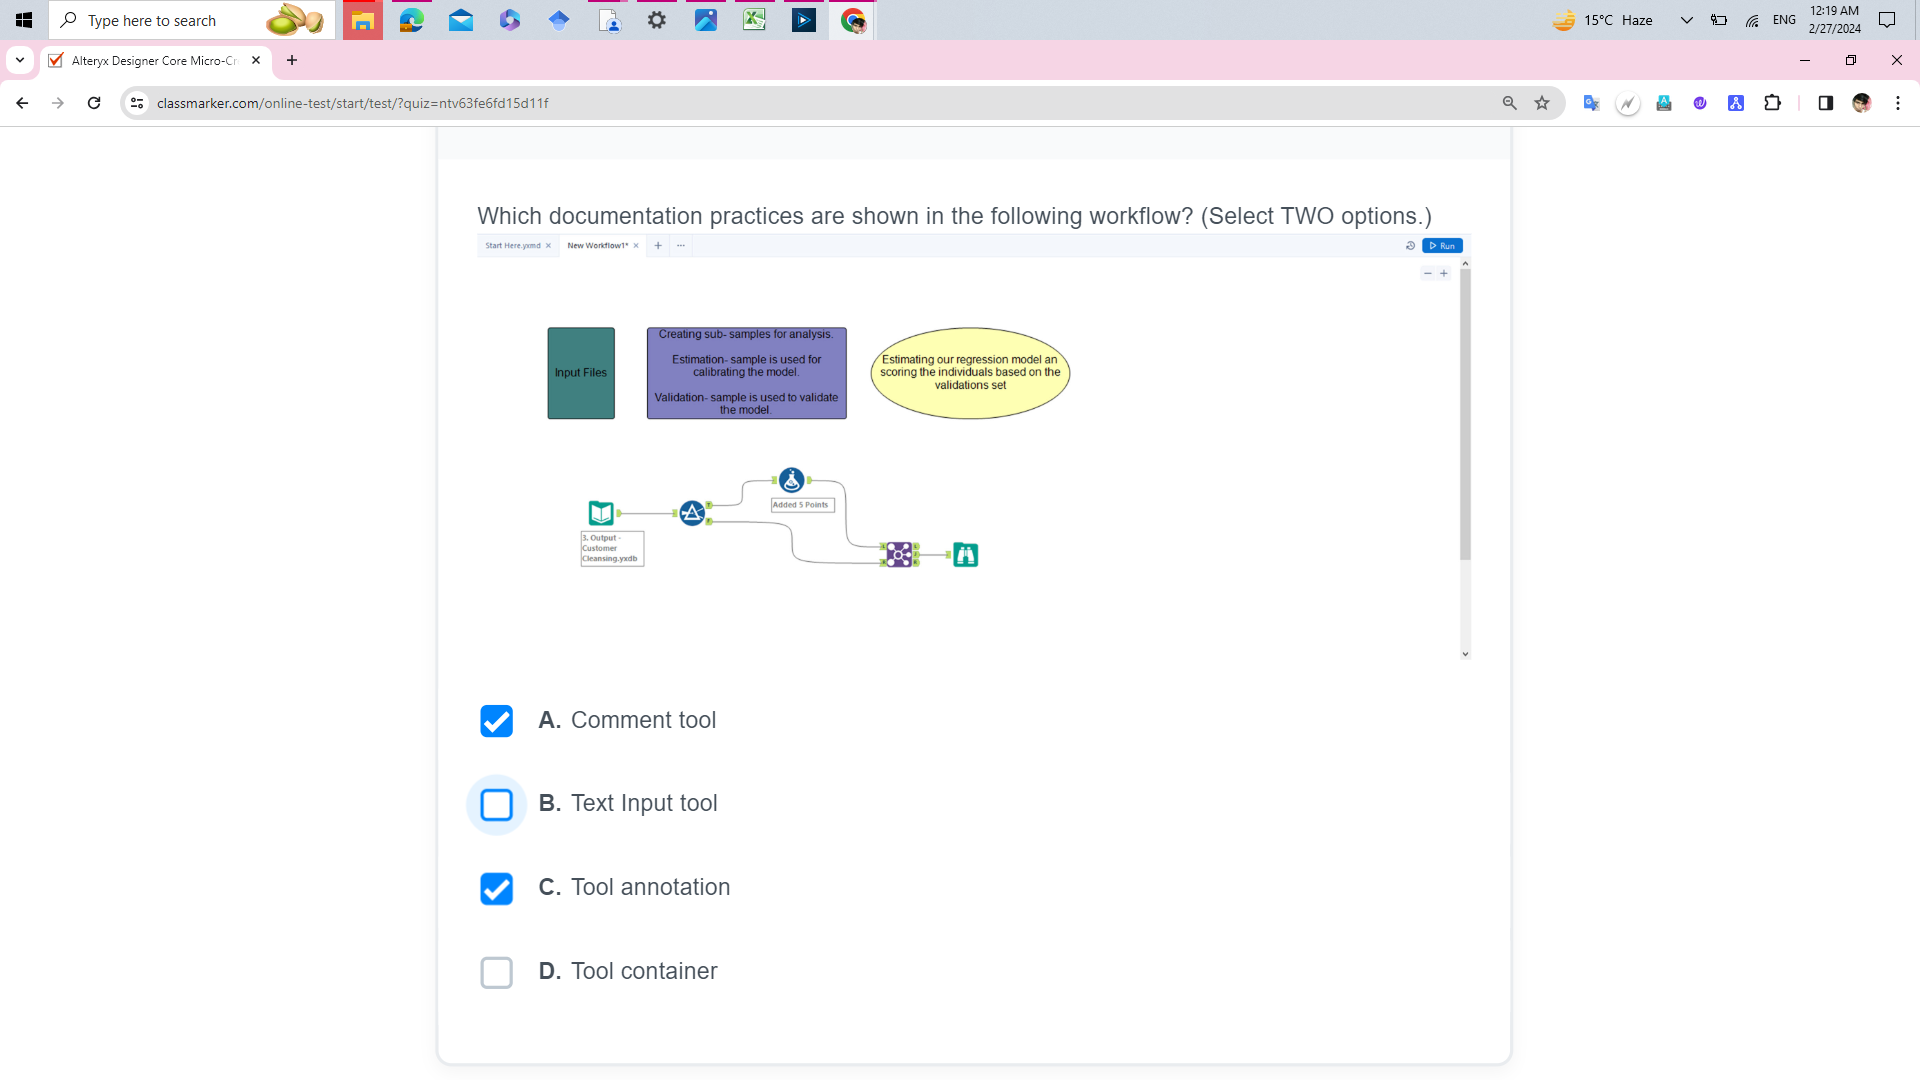 Type here to search
15°C Haze
ENG
12:19 AM
2/27/2024
Alteryx Designer Core Micro-Cr
classmarker.com/online-test/start/test/?quiz=ntv63fe6fd15d11f
Which documentation practices are shown in the following workflow? (Select TWO options.)
Start Here.yxmd
New Workflow1*
Run
Input Files
Creating sub- samples for analysis.
Estimation- sample is used for
calibrating the model.
Validation- sample is used to validate
the model.
Estimating our regression model an
scoring the individuals based on the
validations set
Added 5 Points
3. Output -
Customer
Cleansing.yxdb
A. Comment tool
B. Text Input tool
C. Tool annotation
D. Tool container